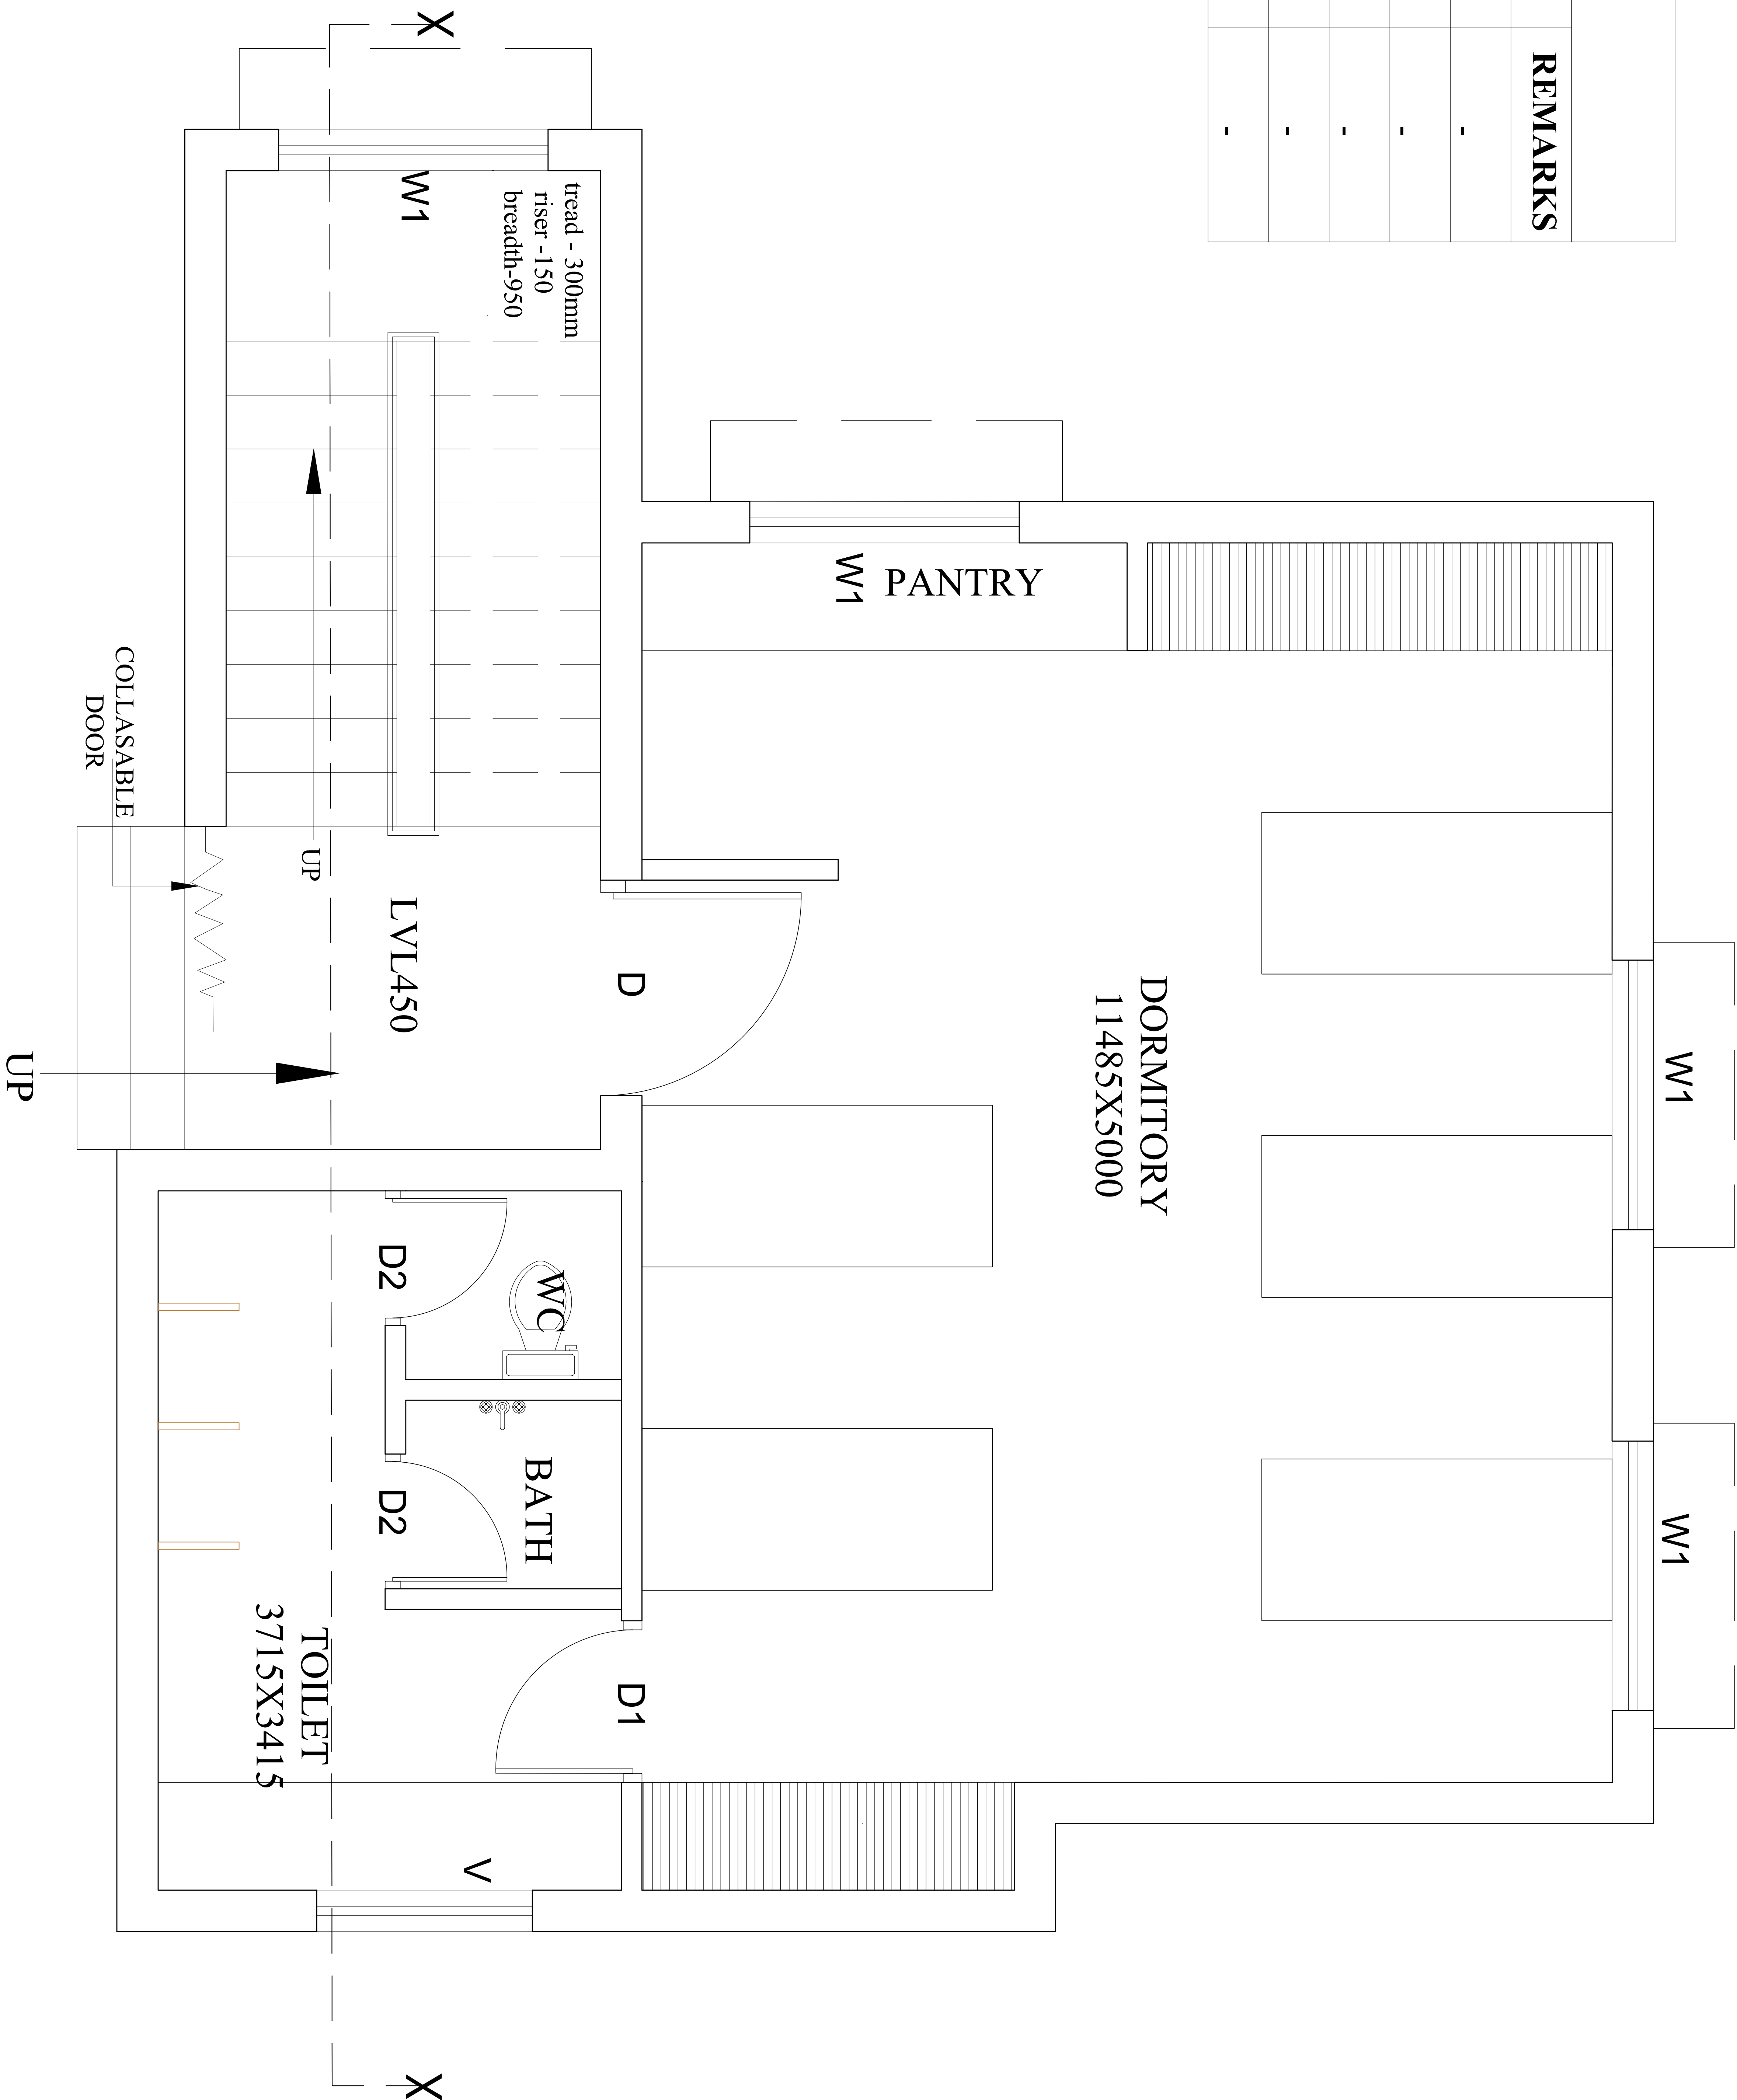 REMARKS
-
-
-
-
-
W1
W1
DORMITORY
11485X5000
PANTRY
W1
D
D1
tread - 300mm
riser -150
breadth-950
W1
BATH
WC
LVL450
D2
D2
V
UP
TOILET
3715X3415
COLLASABLE
DOOR
UP
X
X